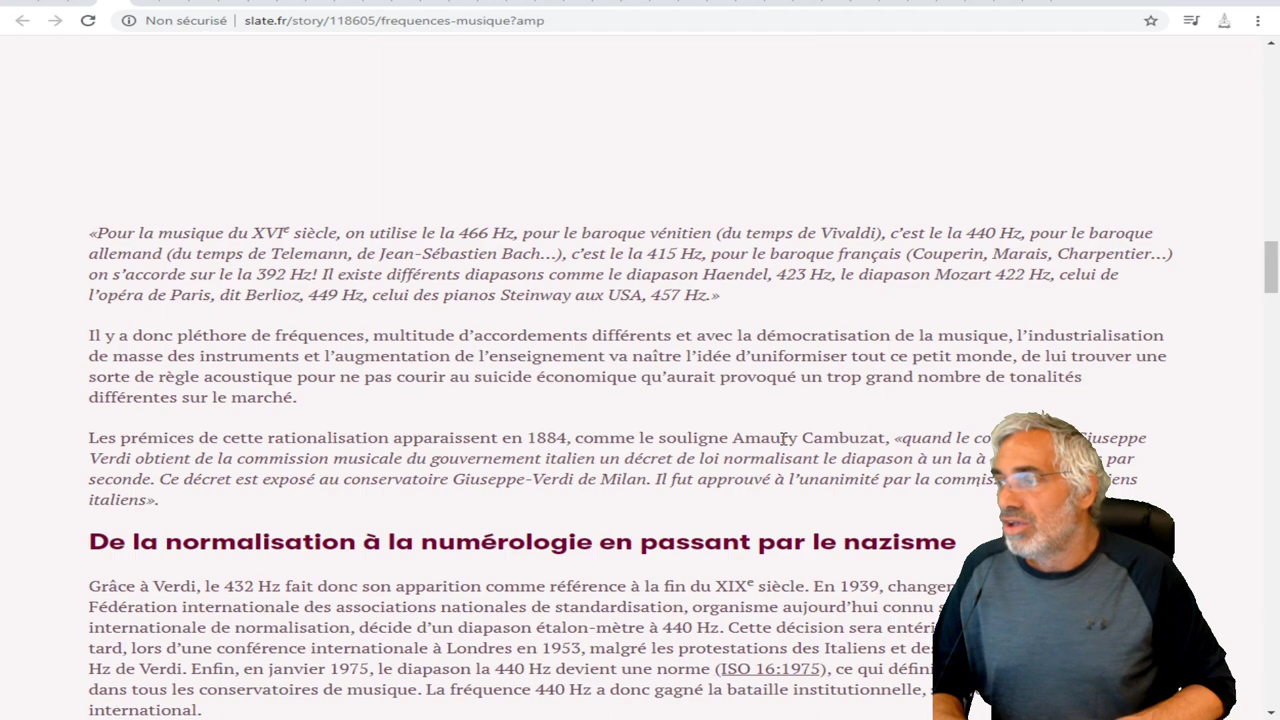 Non sécurisé
slate.fr/story/118605/frequences-musique?amp
«Pour la musique du XVIe siècle, on utilise le la 466 Hz, pour le baroque vénitien (du temps de Vivaldi), c’est le la 440 Hz, pour le baroque
allemand (du temps de Telemann, de Jean-Sébastien Bach…), c’est le la 415 Hz, pour le baroque français (Couperin, Marais, Charpentier…)
on s’accorde sur le la 392 Hz! Il existe différents diapasons comme le diapason Haendel, 423 Hz, le diapason Mozart 422 Hz, celui de
l’opéra de Paris, dit Berlioz, 449 Hz, celui des pianos Steinway aux USA, 457 Hz.»
Il y a donc pléthore de fréquences, multitude d’accordements différents et avec la démocratisation de la musique, l’industrialisation
de masse des instruments et l’augmentation de l’enseignement va naître l’idée d’uniformiser tout ce petit monde, de lui trouver une
sorte de règle acoustique pour ne pas courir au suicide économique qu’aurait provoqué un trop grand nombre de tonalités
différentes sur le marché.
Les prémices de cette rationalisation apparaissent en 1884, comme le souligne Amaury Cambuzat, «quand le Giuseppe
Verdi obtient de la commission musicale du gouvernement italien un décret de loi normalisant le diapason à un la à par
seconde. Ce décret est exposé au conservatoire Giuseppe-Verdi de Milan. Il fut approuvé à l’unanimité par la
italiens».
De la normalisation à la numérologie en passant par le nazisme
Grâce à Verdi, le 432 Hz fait donc son apparition comme référence à la fin du XIXe siècle. En 1939,
Fédération internationale des associations nationales de standardisation, organisme aujourd’hui connu
internationale de normalisation, décide d’un diapason étalon-mètre à 440 Hz. Cette décision sera
tard, lors d’une conférence internationale à Londres en 1953, malgré les protestations des Italiens et
Hz de Verdi. Enfin, en janvier 1975, le diapason la 440 Hz devient une norme (ISO 16:1975), ce qui
dans tous les conservatoires de musique. La fréquence 440 Hz a donc gagné la bataille institutionnelle,
international.